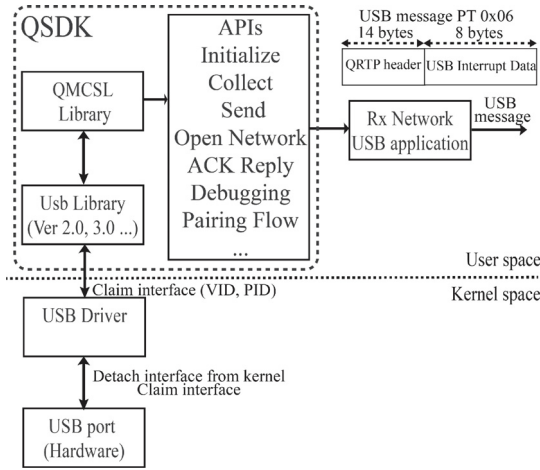 QSDK
QMCSL
Library
Usb Library
(Ver 2.0, 3.0 ...)
APIs
Initialize
Collect
Send
Open Network
ACK Reply
Debugging
Pairing Flow
...
USB message PT 0x06
14 bytes
8 bytes
QRTP header
USB Interrupt Data
Rx Network
USB application
USB
message
User space
Kernel space
Claim interface (VID, PID)
USB Driver
Detach interface from kernel
Claim interface
USB port
(Hardware)